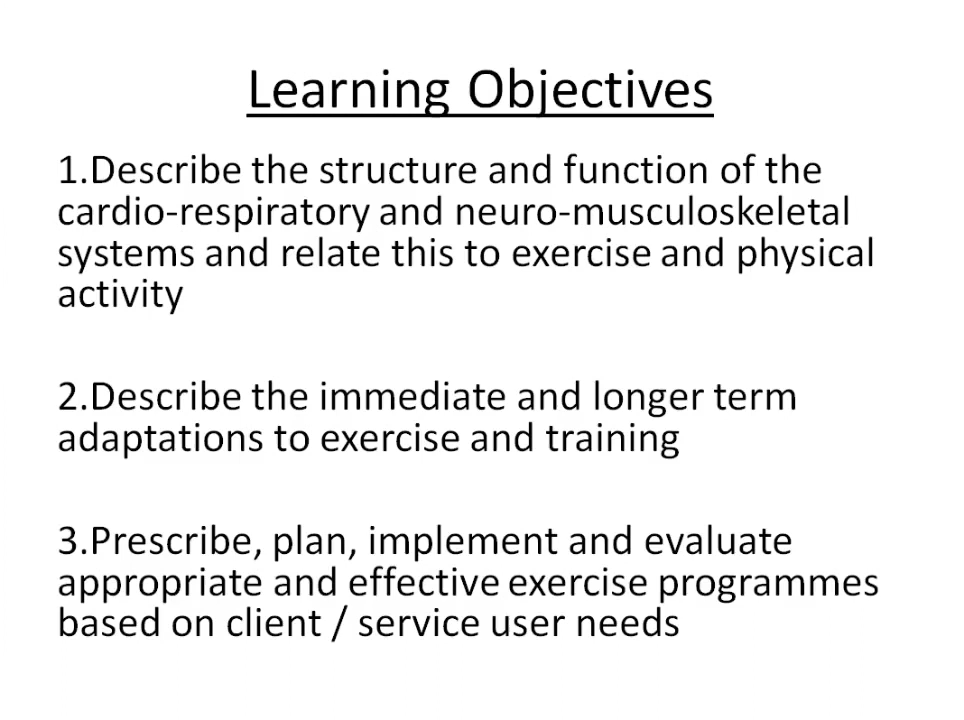 Learning Objectives
1.Describe the structure and function of the
cardio-respiratory and neuro-musculoskeletal
systems and relate this to exercise and physical
activity
2.Describe the immediate and longer term
adaptations to exercise and training
3.Prescribe, plan, implement and evaluate
appropriate and effective exercise programmes
based on client / service user needs